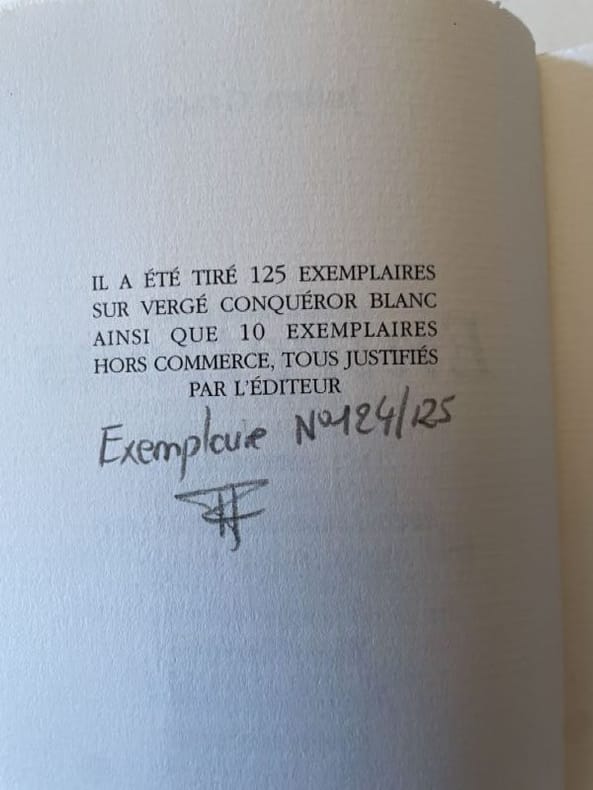 IL A ÉTÉ TIRÉ 125 EXEMPLAIRES
SUR VERGÉ CONQUÉROR BLANC
AINSI QUE 10 EXEMPLAIRES
HORS COMMERCE, TOUS JUSTIFIÉS
PAR L'ÉDITEUR
Exemplaire No 124/125